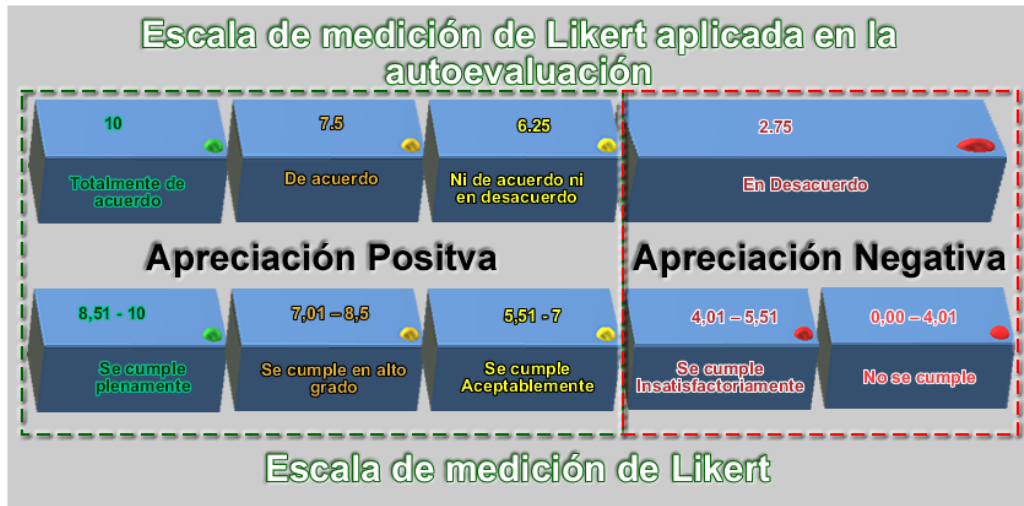 Escala de medición de Likert aplicada en la
autoevaluación
10
7.5
6.25
2.75
Totalmente de
acuerdo
De acuerdo
Ni de acuerdo ni
en desacuerdo
En Desacuerdo
Apreciación Positva
Apreciación Negativa
8,51 - 10
7,01 – 8,5
5,51 - 7
4,01 – 5,51
0,00 – 4,01
Se cumple
plenamente
Se cumple en alto
grado
Se cumple
Aceptablemente
Se cumple
Insatisfactoriamente
No se cumple
Escala de medición de Likert